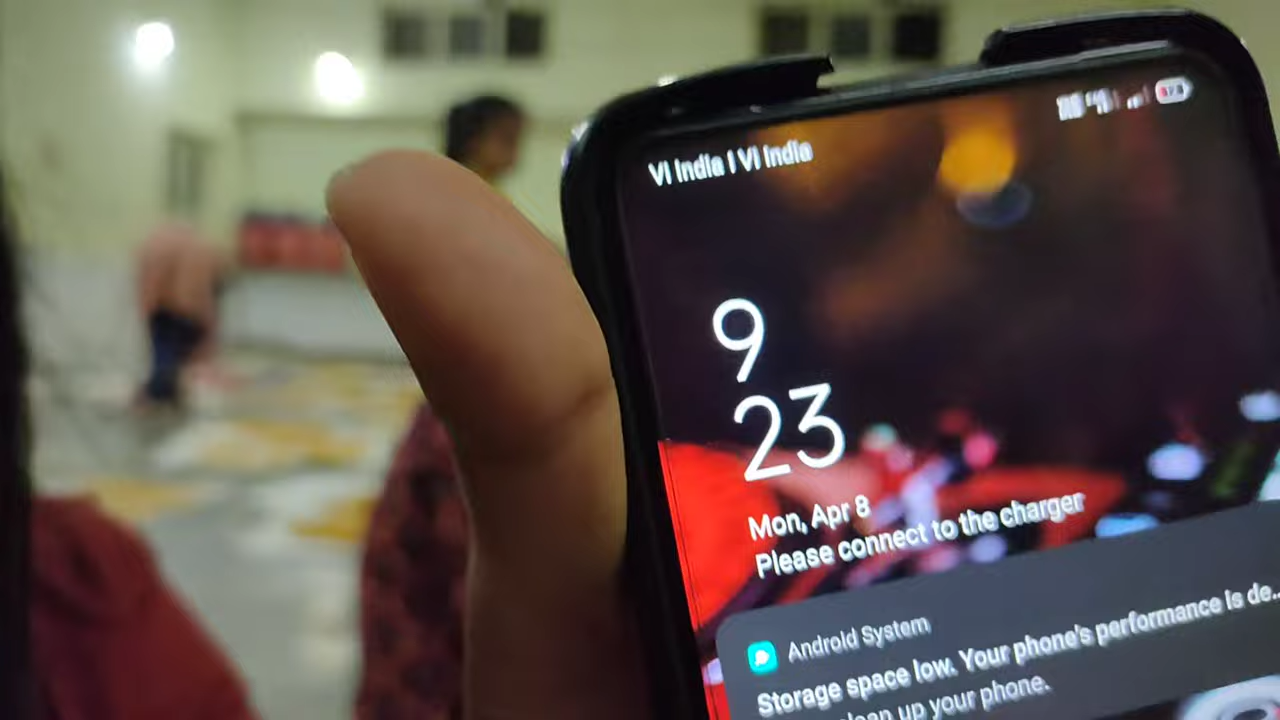 VI India | VI India
9
23
Mon, Apr 8
Please connect to the charger
Android System
Storage space low. Your phone's performance is de..
clean up your phone.